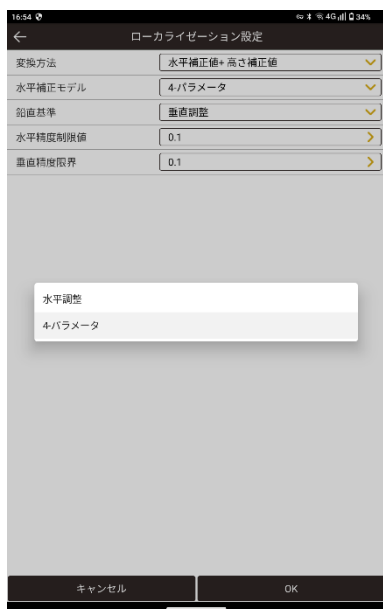 16:54 4G 34%
← ローカライゼーション設定
変換方法 水平補正値+ 高さ補正値
水平補正モデル 4-パラメータ
鉛直基準 垂直調整
水平精度制限値 0.1
垂直精度限界 0.1
水平調整
4-パラメータ
キャンセル OK